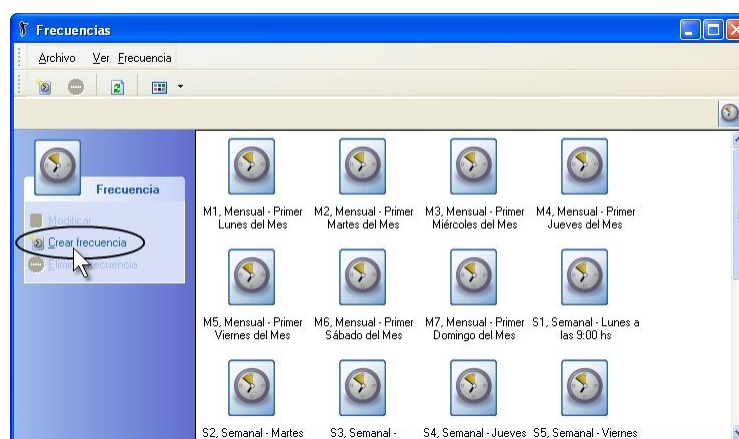 Frecuencias
Archivo Ver Frecuencia
Frecuencia
Modificar
Crear frecuencia
M1, Mensual - Primer Lunes del Mes
M2, Mensual - Primer Martes del Mes
M3, Mensual - Primer Miércoles del Mes
M4, Mensual - Primer Jueves del Mes
M5, Mensual - Primer Viernes del Mes
M6, Mensual - Primer Sábado del Mes
M7, Mensual - Primer Domingo del Mes
S1, Semanal - Lunes a las 9:00 hs
S2, Semanal - Martes
S3, Semanal -
S4, Semanal - Jueves
S5, Semanal - Viernes